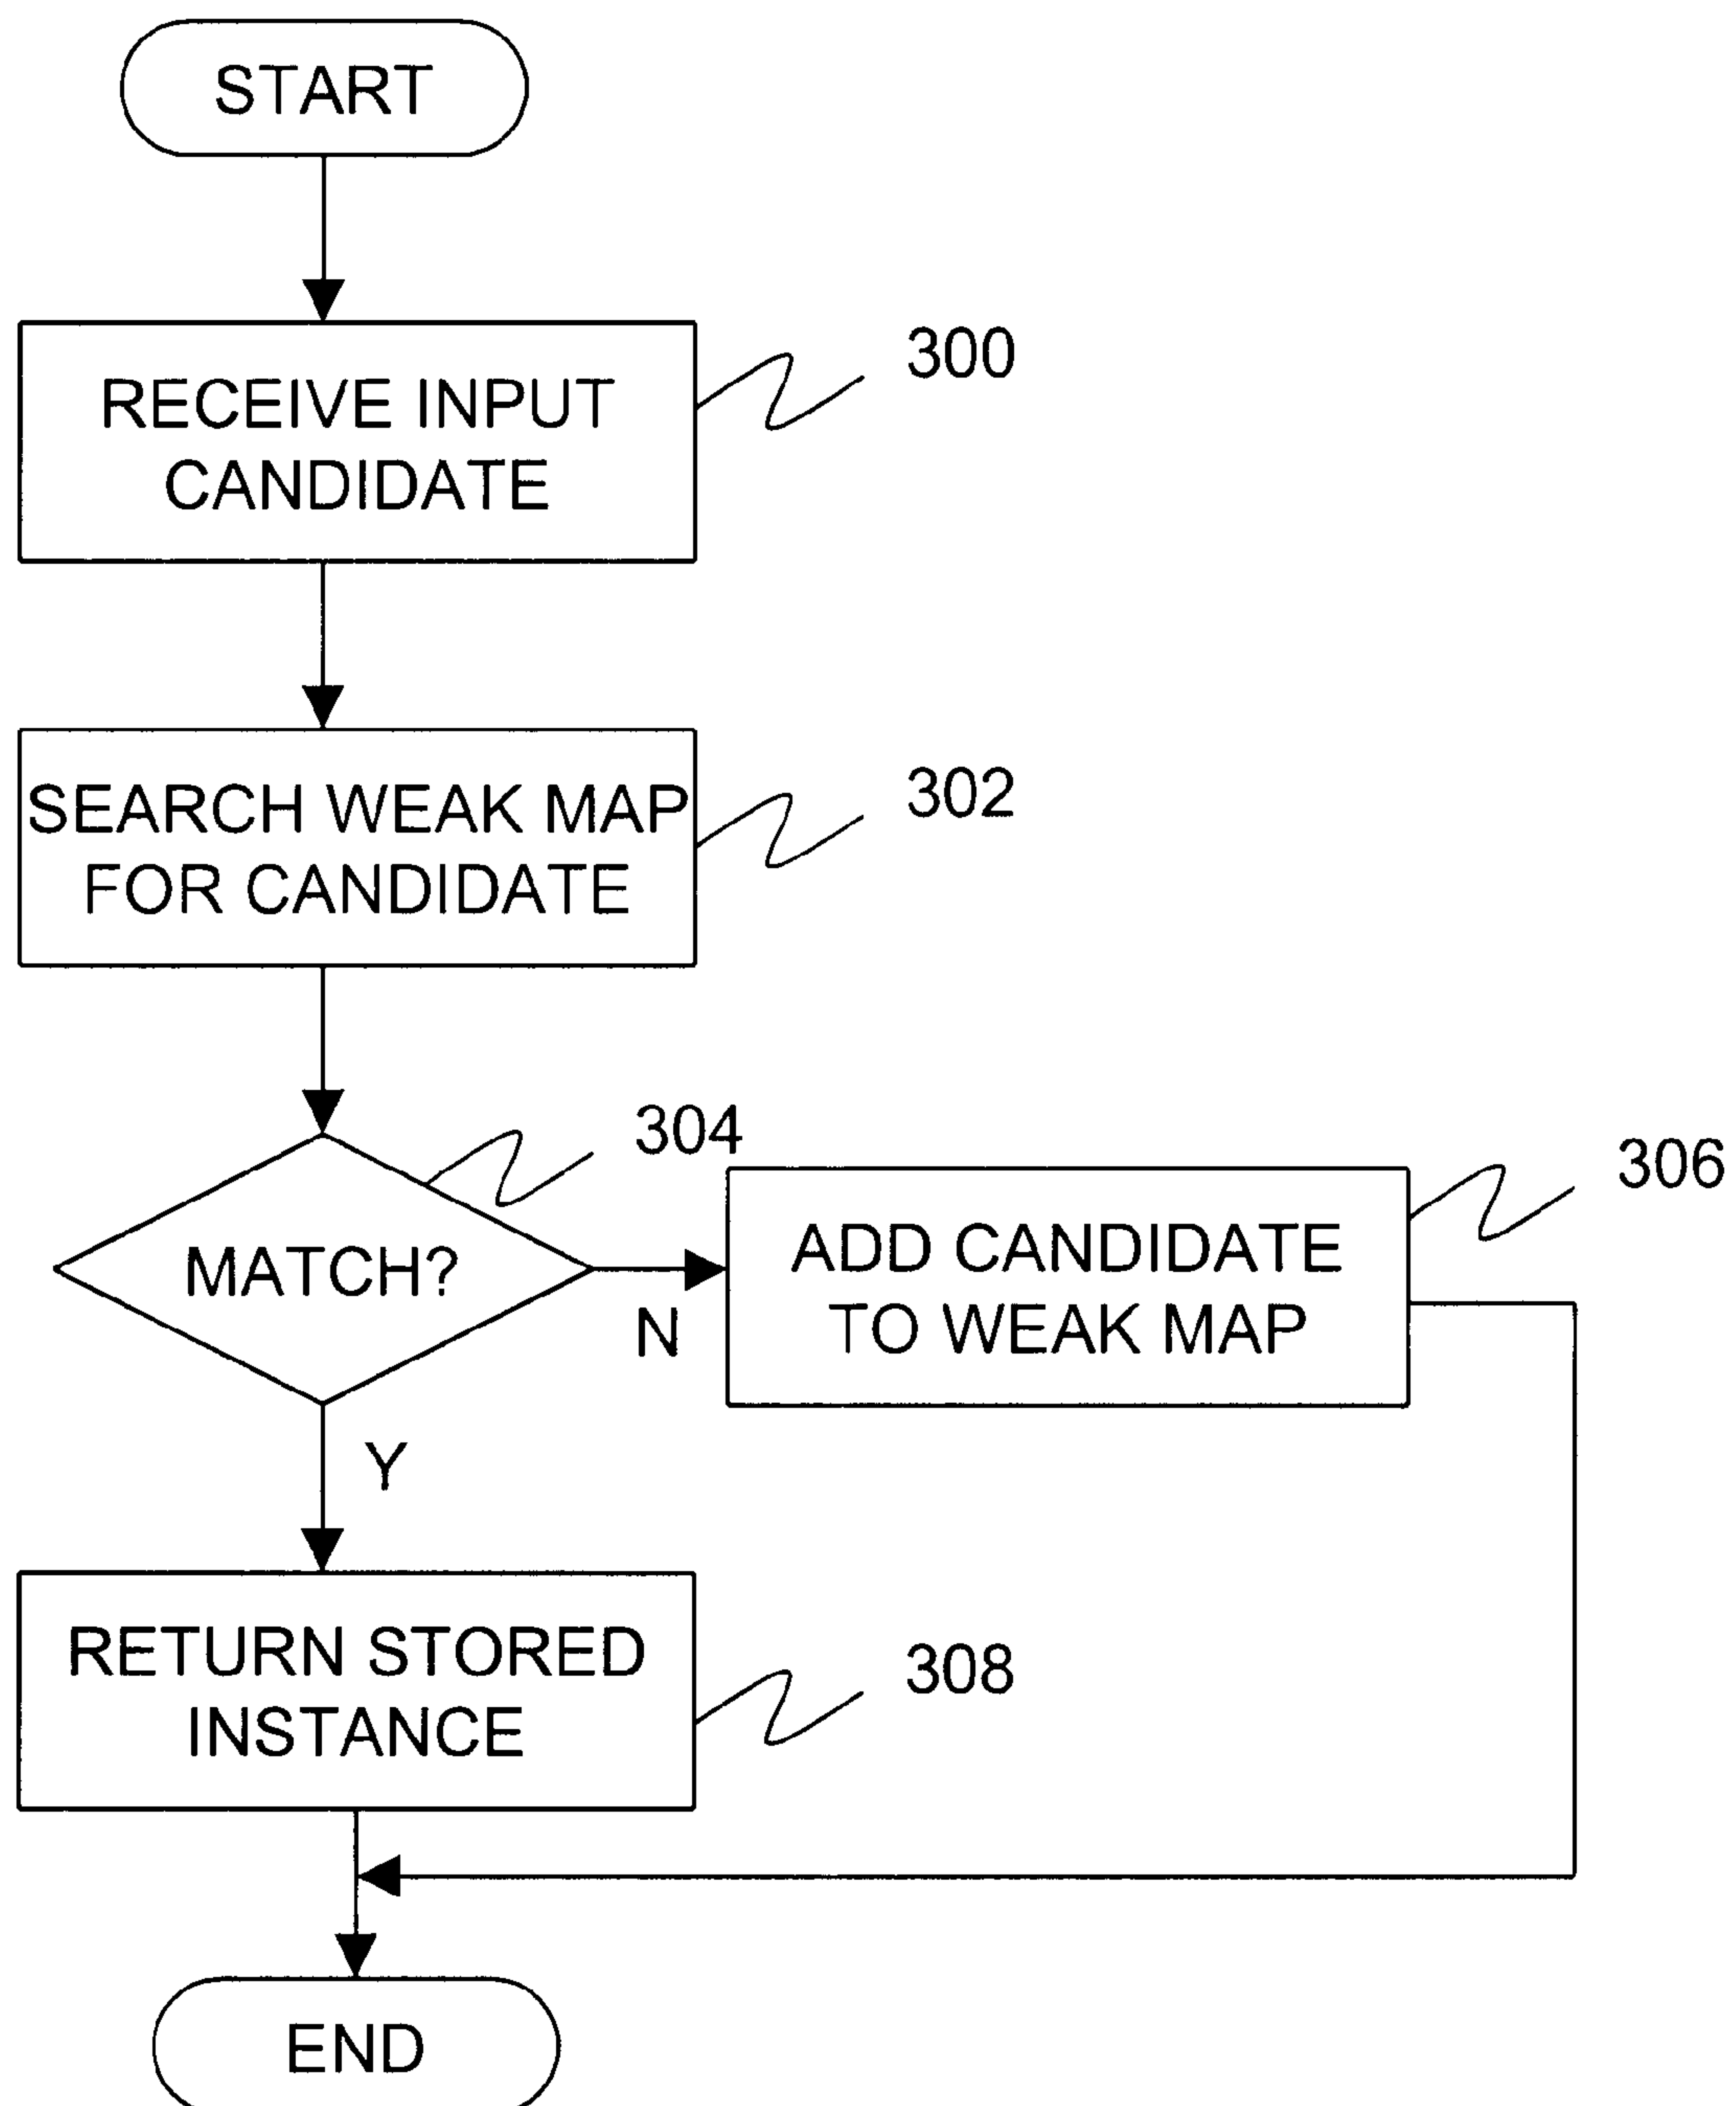 START
RECEIVE INPUT
CANDIDATE
300
SEARCH WEAK MAP
FOR CANDIDATE
302
304
MATCH?
N
ADD CANDIDATE
TO WEAK MAP
306
Y
RETURN STORED
INSTANCE
308
END